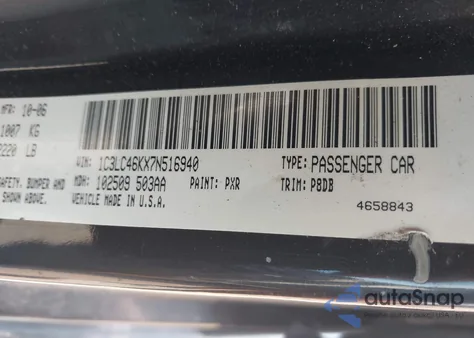 MFR: 10-06
1007 KG
2220 LB
VIN: 1C3LC46KX7N516940 TYPE: PASSENGER CAR
AFETY, BUMPER AND MDH: 102509 503AA PAINT: PXR TRIM: P8DB
SHOWN ABOVE. VEHICLE MADE IN U.S.A. 4658843
autoSnap